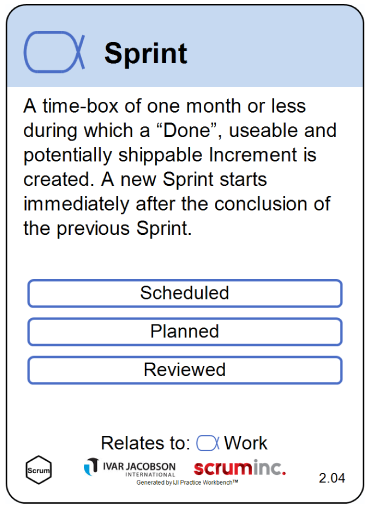 Sprint
A time-box of one month or less
during which a “Done”, useable and
potentially shippable Increment is
created. A new Sprint starts
immediately after the conclusion of
the previous Sprint.
Scheduled
Planned
Reviewed
Relates to: Work
Scrum
IVAR JACOBSON
INTERNATIONAL
scruminc.
Generated by IJI Practice Workbench™
2.04